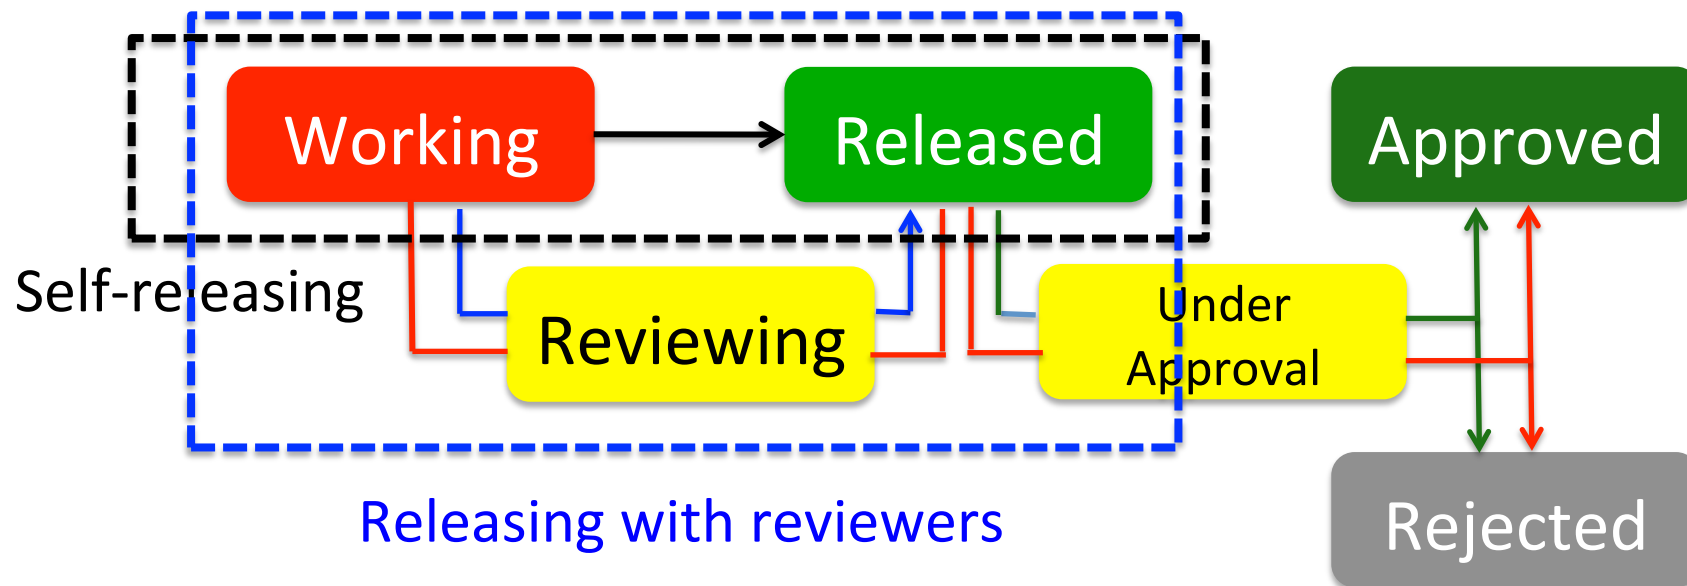 Working
Released
Approved
Self-releasing
Reviewing
Under
Approval
Releasing with reviewers
Rejected